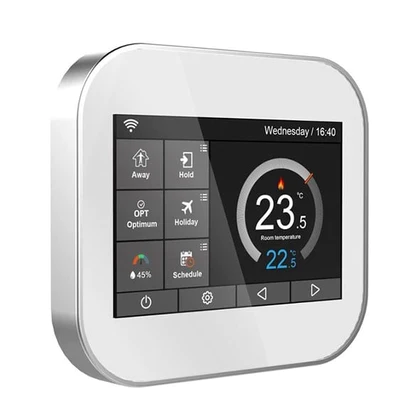 Wednesday / 16:40
Away
Hold
OPT
Optimum
Holiday
45%
Schedule
23.5 °C
Room temperature
22.5 °C